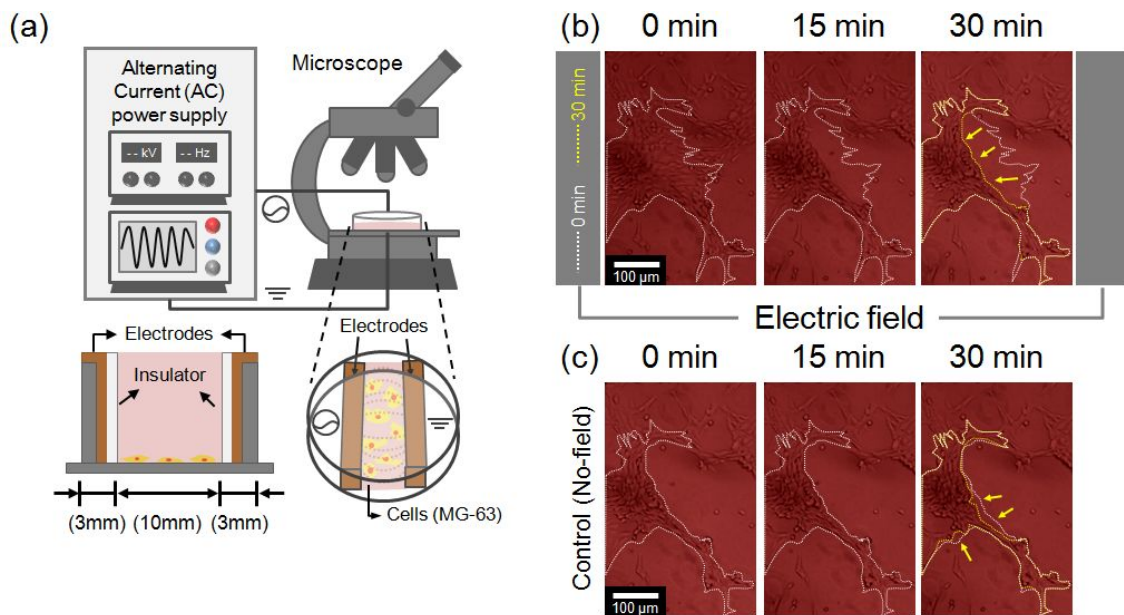 (a)
Alternating
Current (AC)
power supply
-- kV
-- Hz
Microscope
Electrodes
Insulator
(3mm) (10mm) (3mm)
Electrodes
Cells (MG-63)
(b)
0 min 15 min 30 min
0 min 30 min
100 µm
Electric field
(c)
0 min 15 min 30 min
Control (No-field)
100 µm